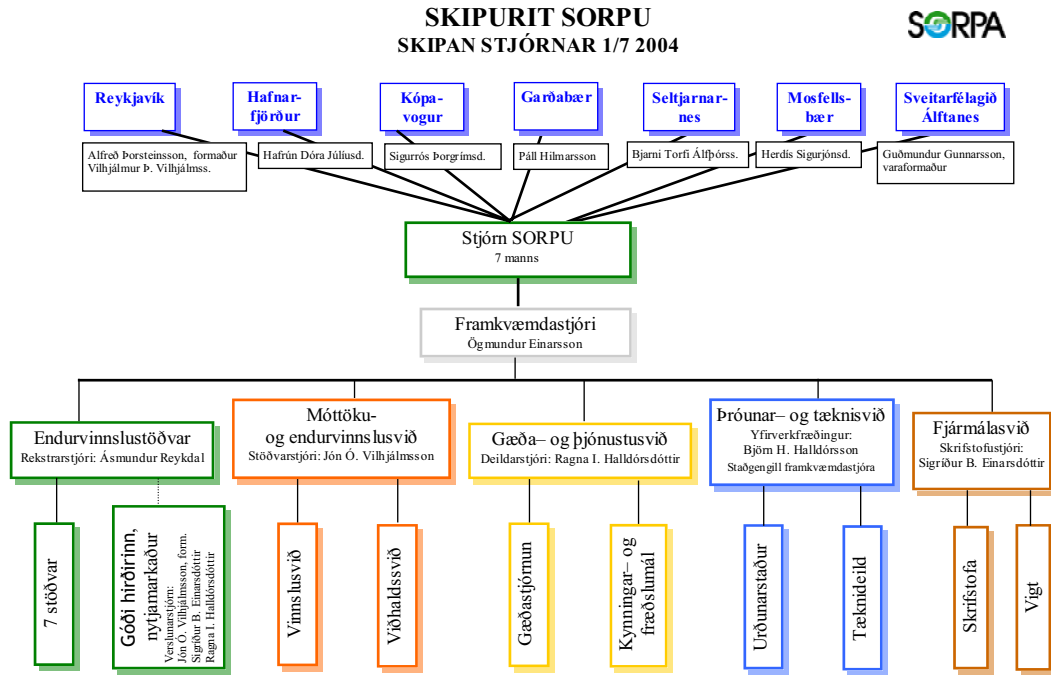 SKIPURIT SORPU
SKIPAN STJÓRNAR 1/7 2004
SORPA
Reykjavík
Hafnar-
fjörður
Kópa-
vogur
Garðabær
Seltjarnar-
nes
Mosfells-
bær
Sveitarfélagið
Álftanes
Alfreð Þorsteinsson, formaður
Vilhjálmur Þ. Vilhjálmss.
Hafrún Dóra Júlíusd.
Sigurrós Þorgrímsd.
Páll Hilmarsson
Bjarni Torfi Álfþórss.
Herdís Sigurjónsd.
Guðmundur Gunnarsson,
varaformaður
Stjórn SORPU
7 manns
Framkvæmdastjóri
Ögmundur Einarsson
Endurvinnslustöðvar
Rekstrarstjóri: Ásmundur Reykdal
Móttöku-
og endurvinnslusvið
Stöðvarstjóri: Jón Ó. Vilhjálmsson
Gæða– og þjónustusvið
Deildarstjóri: Ragna I. Halldórsdóttir
Þróunar– og tæknisvið
Yfirverkfræðingur:
Björn H. Halldórsson
Staðgengill framkvæmdastjóra
Fjármálasvið
Skrifstofustjóri:
Sigríður B. Einarsdóttir
7 stöðvar
Góði hirðirinn,
nytjamarkaður
Verslunarstjórn:
Jón Ó. Vilhjálmsson, form.
Sigríður B. Einarsdóttir
Ragna I. Halldórsdóttir
Vinnslusvið
Viðhaldssvið
Gæðastjórnun
Kynningar– og
fræðslumál
Urðunarstaður
Tæknideild
Skrifstofa
Vigt